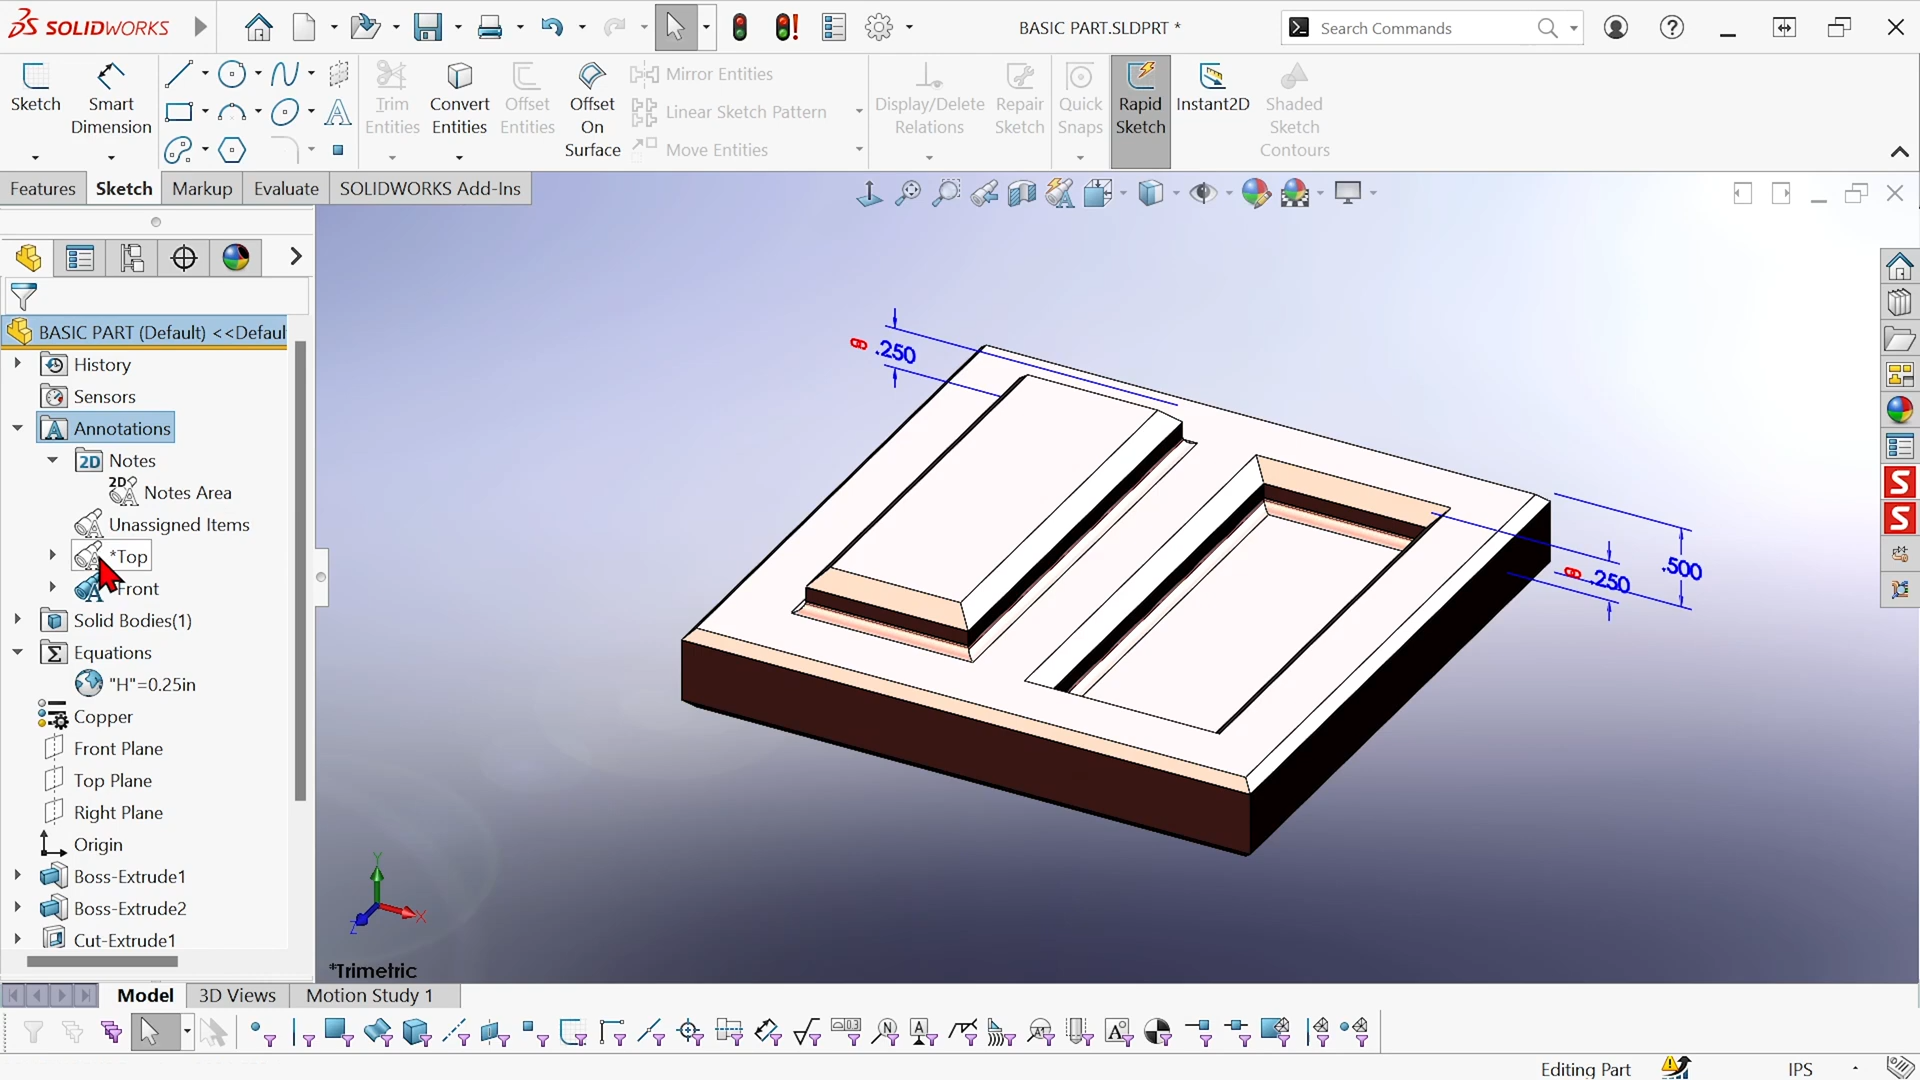 SOLIDWORKS
BASIC PART.SLDPRT *
Search Commands
Sketch
Smart Dimension
Trim Entities
Convert Entities
Offset Entities
Offset On Surface
Mirror Entities
Linear Sketch Pattern
Move Entities
Display/Delete Relations
Repair Sketch
Quick Snaps
Rapid Sketch
Instant2D
Shaded Sketch Contours
Features
Sketch
Markup
Evaluate
SOLIDWORKS Add-Ins
BASIC PART (Default) <<Defaul
History
Sensors
Annotations
Notes
Notes Area
Unassigned Items
*Top
Front
Solid Bodies(1)
Equations
"H"=0.25in
Copper
Front Plane
Top Plane
Right Plane
Origin
Boss-Extrude1
Boss-Extrude2
Cut-Extrude1
.250
.500
.250
Y
X
Z
*Trimetric
Model
3D Views
Motion Study 1
Editing Part
IPS